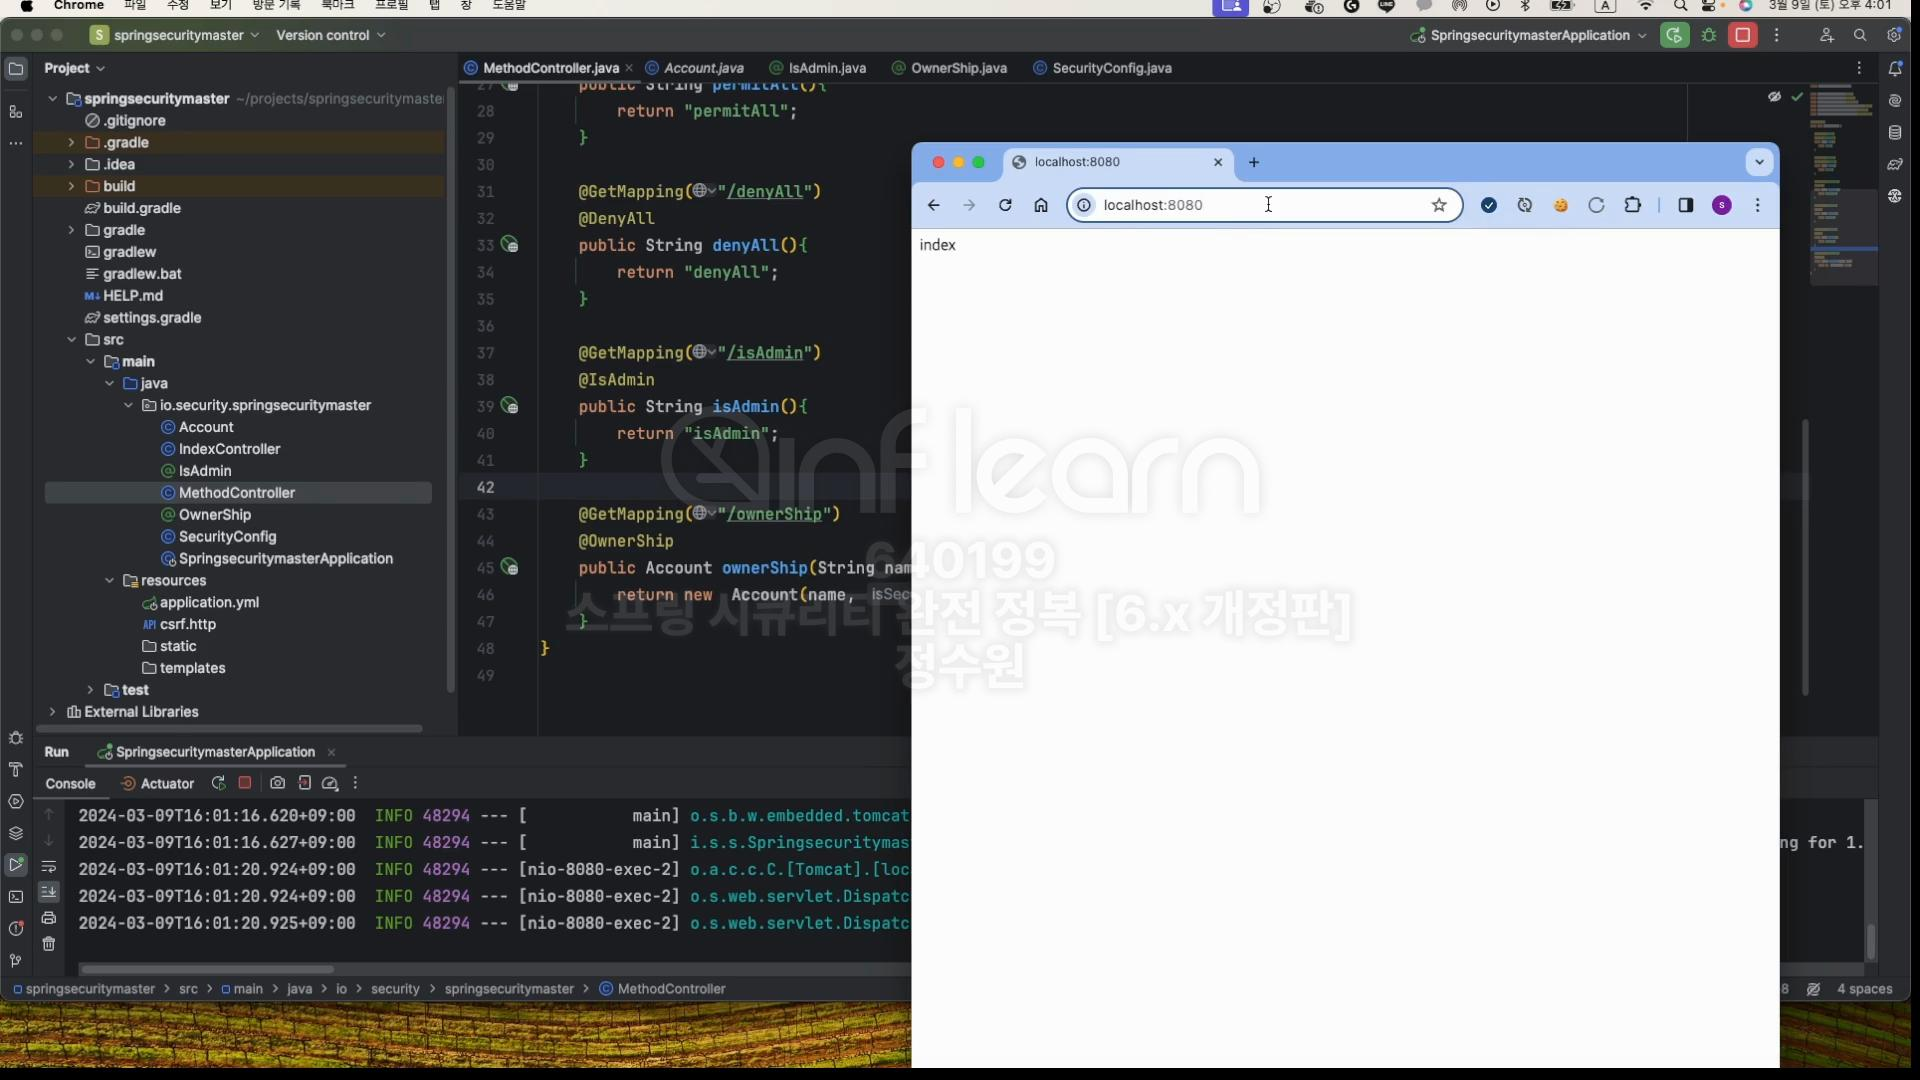 Chrome 파일 수정 보기 방문 기록 북마크 프로필 탭 창 도움말
3월 9일 (토) 오후 4:01
S springsecuritymaster Version control
SpringsecuritymasterApplication
Project
MethodController.java Account.java IsAdmin.java OwnerShip.java SecurityConfig.java
springsecuritymaster ~/projects/springsecuritymaste
.gitignore
.gradle
.idea
build
build.gradle
gradle
gradlew
gradlew.bat
HELP.md
settings.gradle
src
main
java
io.security.springsecuritymaster
Account
IndexController
IsAdmin
MethodController
OwnerShip
SecurityConfig
SpringsecuritymasterApplication
resources
application.yml
csrf.http
static
templates
test
External Libraries
27 public String permitAll(){
28 return "permitAll";
29 }
30
31 @GetMapping("/denyAll")
32 @DenyAll
33 public String denyAll(){
34 return "denyAll";
35 }
36
37 @GetMapping("/isAdmin")
38 @IsAdmin
39 public String isAdmin(){
40 return "isAdmin";
41 }
42
43 @GetMapping("/ownerShip")
44 @OwnerShip
45 public Account ownerShip(String nam
46 return new Account(name, isSec
47 }
48 }
49
localhost:8080
localhost:8080
index
inflearn
640199
스프링 시큐리티 완전 정복 [6.x 개정판]
정수원
Run SpringsecuritymasterApplication
Console Actuator
2024-03-09T16:01:16.620+09:00 INFO 48294 --- [ main] o.s.b.w.embedded.tomcat
2024-03-09T16:01:16.627+09:00 INFO 48294 --- [ main] i.s.s.Springsecuritymas
ng for 1.
2024-03-09T16:01:20.924+09:00 INFO 48294 --- [nio-8080-exec-2] o.a.c.c.C.[Tomcat].[loc
2024-03-09T16:01:20.924+09:00 INFO 48294 --- [nio-8080-exec-2] o.s.web.servlet.Dispatc
2024-03-09T16:01:20.925+09:00 INFO 48294 --- [nio-8080-exec-2] o.s.web.servlet.Dispatc
springsecuritymaster > src > main > java > io > security > springsecuritymaster > MethodController
8 4 spaces